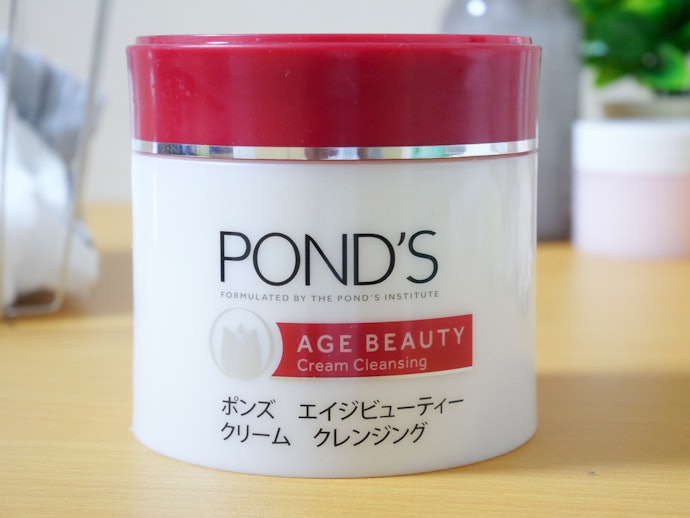 POND'S
FORMULATED BY THE POND'S INSTITUTE
AGE BEAUTY
Cream Cleansing
ポンズ エイジビューティー
クリーム クレンジング